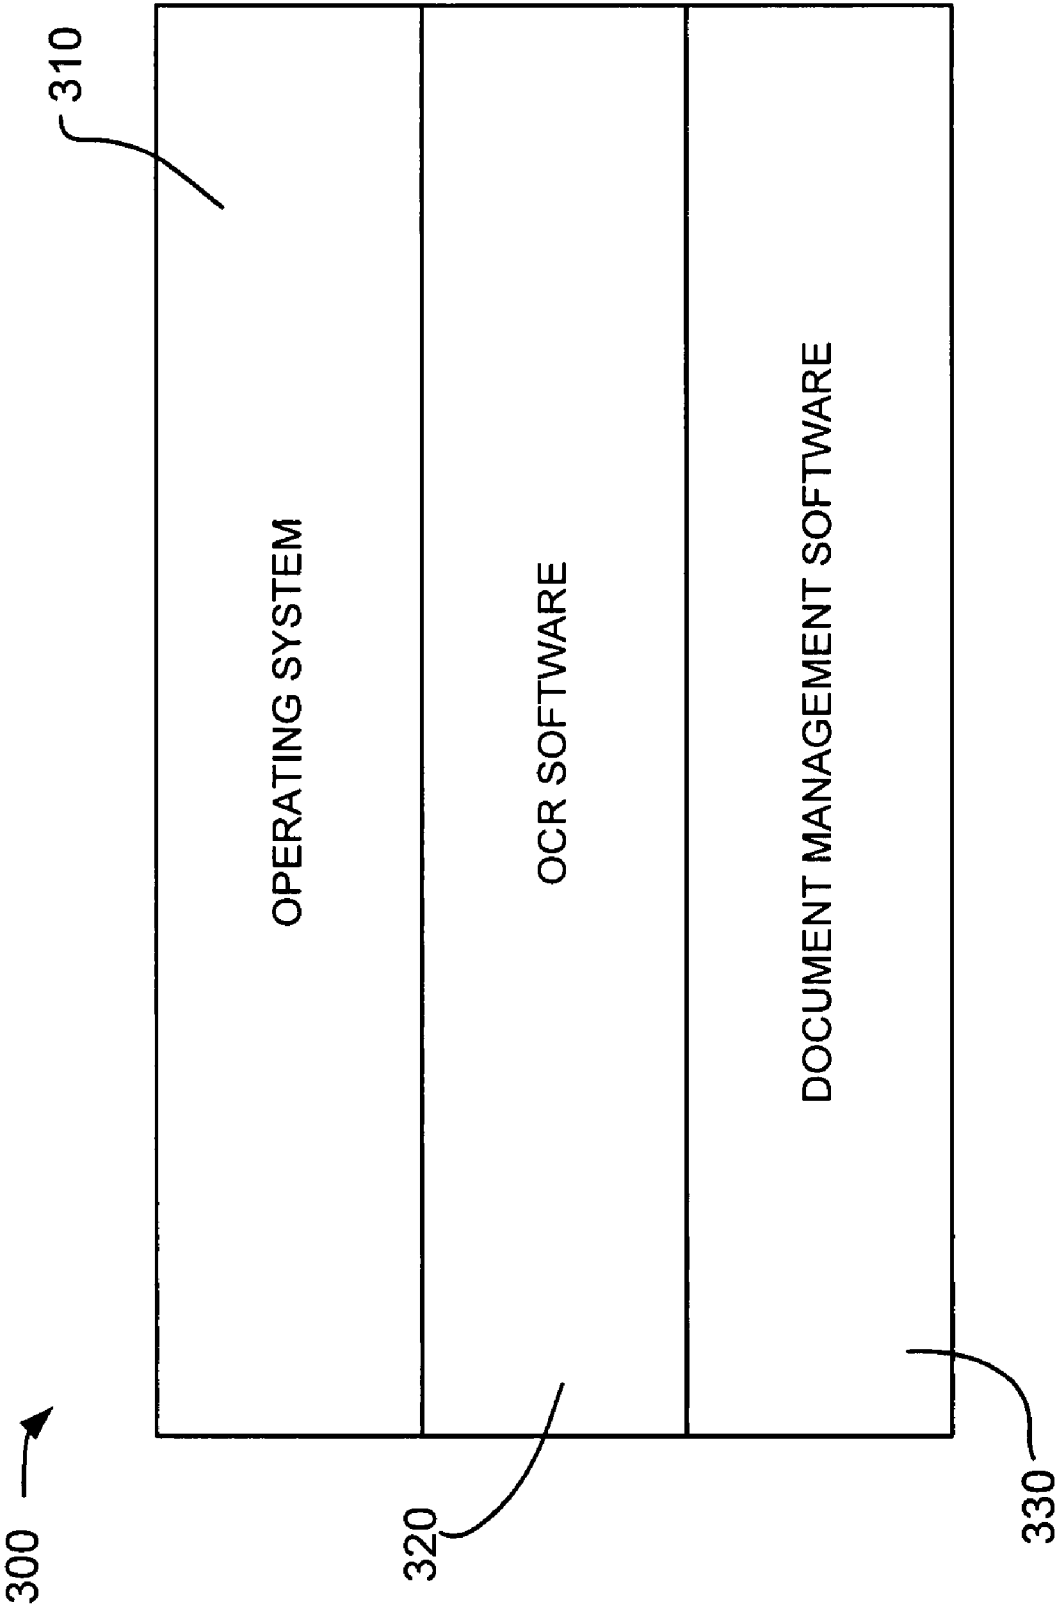 300
310
OPERATING SYSTEM
OCR SOFTWARE
320
DOCUMENT MANAGEMENT SOFTWARE
330